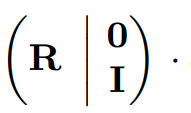 ( R | 0 ) .
I